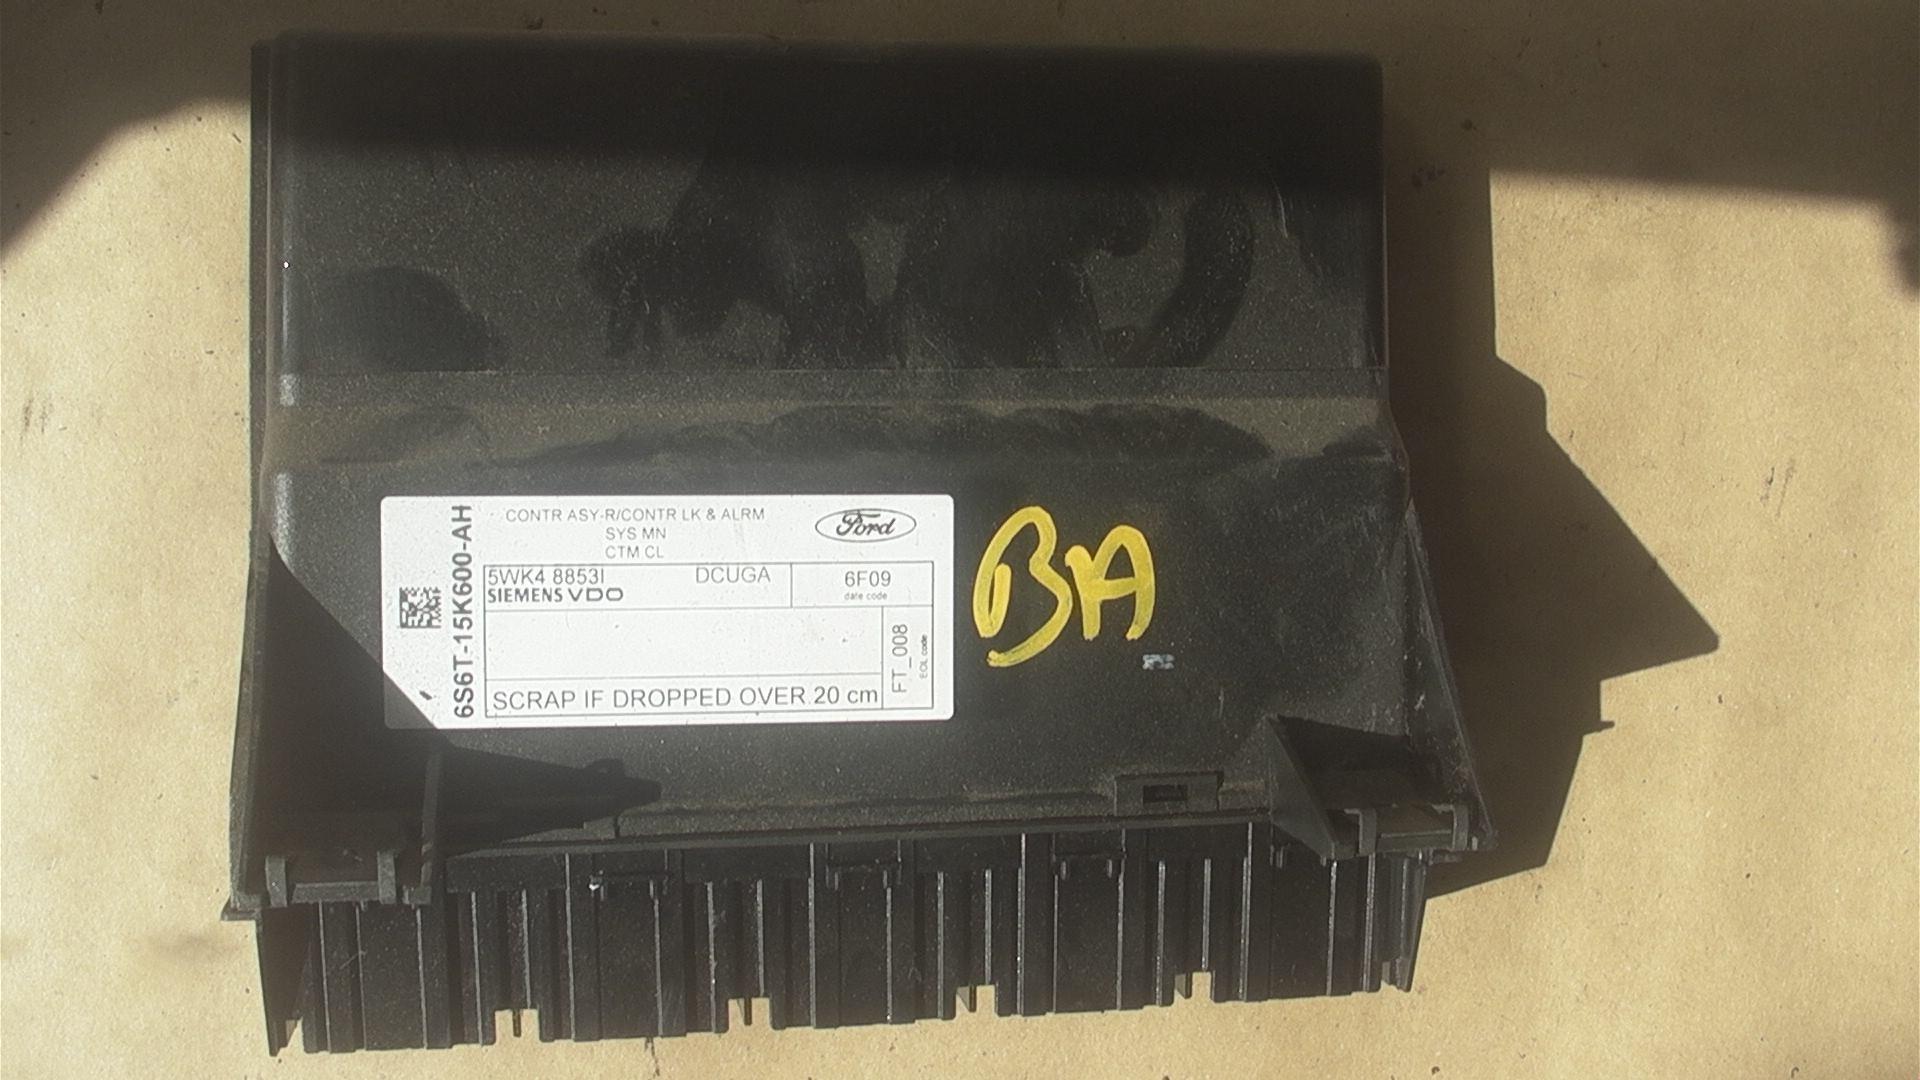 CONTR ASY-R/CONTR LK & ALRM
SYS MN
CTM CL
Ford
6S6T-15K600-AH
5WK4 8853I
DCUGA
6F09
SIEMENS VDO
date code
FT_008
EOL code
SCRAP IF DROPPED OVER 20 cm
BA